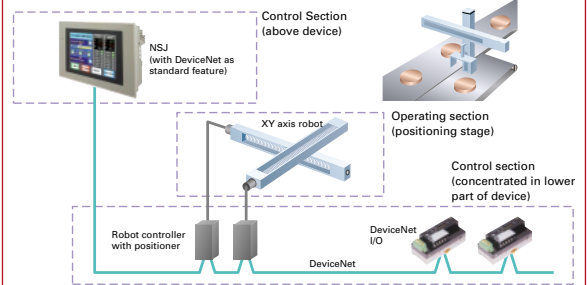 Control Section
(above device)
NSJ
(with DeviceNet as
standard feature)
Operating section
(positioning stage)
XY axis robot
Control section
(concentrated in lower
part of device)
Robot controller
with positioner
DeviceNet
I/O
DeviceNet